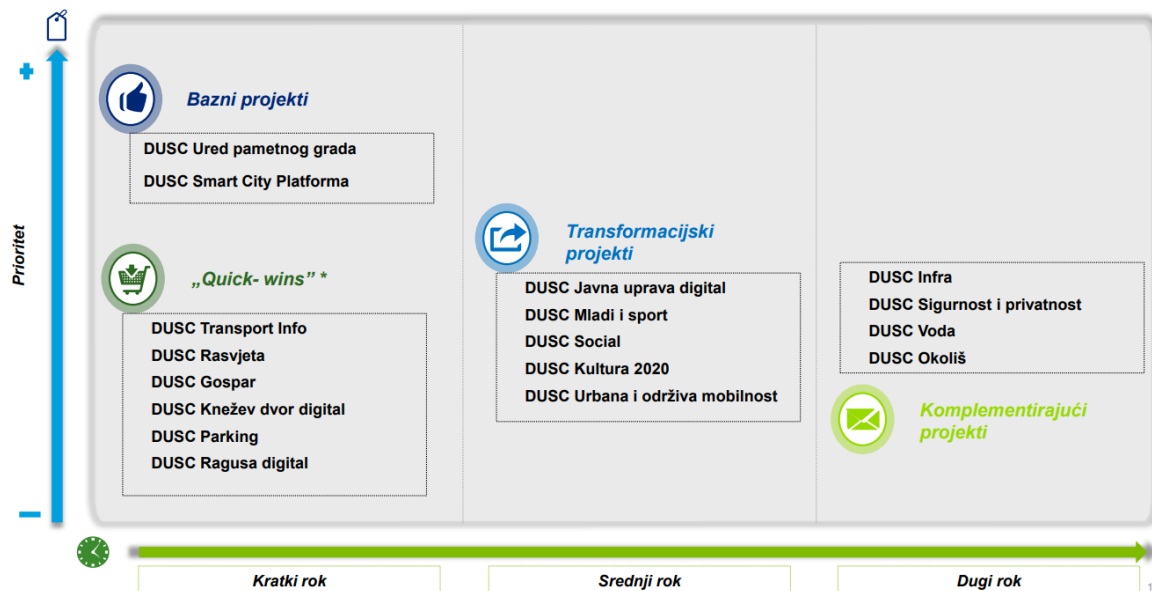 Prioritet
Bazni projekti
DUSC Ured pametnog grada
DUSC Smart City Platforma
„Quick- wins” *
DUSC Transport Info
DUSC Rasvjeta
DUSC Gospar
DUSC Knežev dvor digital
DUSC Parking
DUSC Ragusa digital
Transformacijski
projekti
DUSC Javna uprava digital
DUSC Mladi i sport
DUSC Social
DUSC Kultura 2020
DUSC Urbana i održiva mobilnost
DUSC Infra
DUSC Sigurnost i privatnost
DUSC Voda
DUSC Okoliš
Komplementirajući
projekti
Kratki rok
Srednji rok
Dugi rok
1